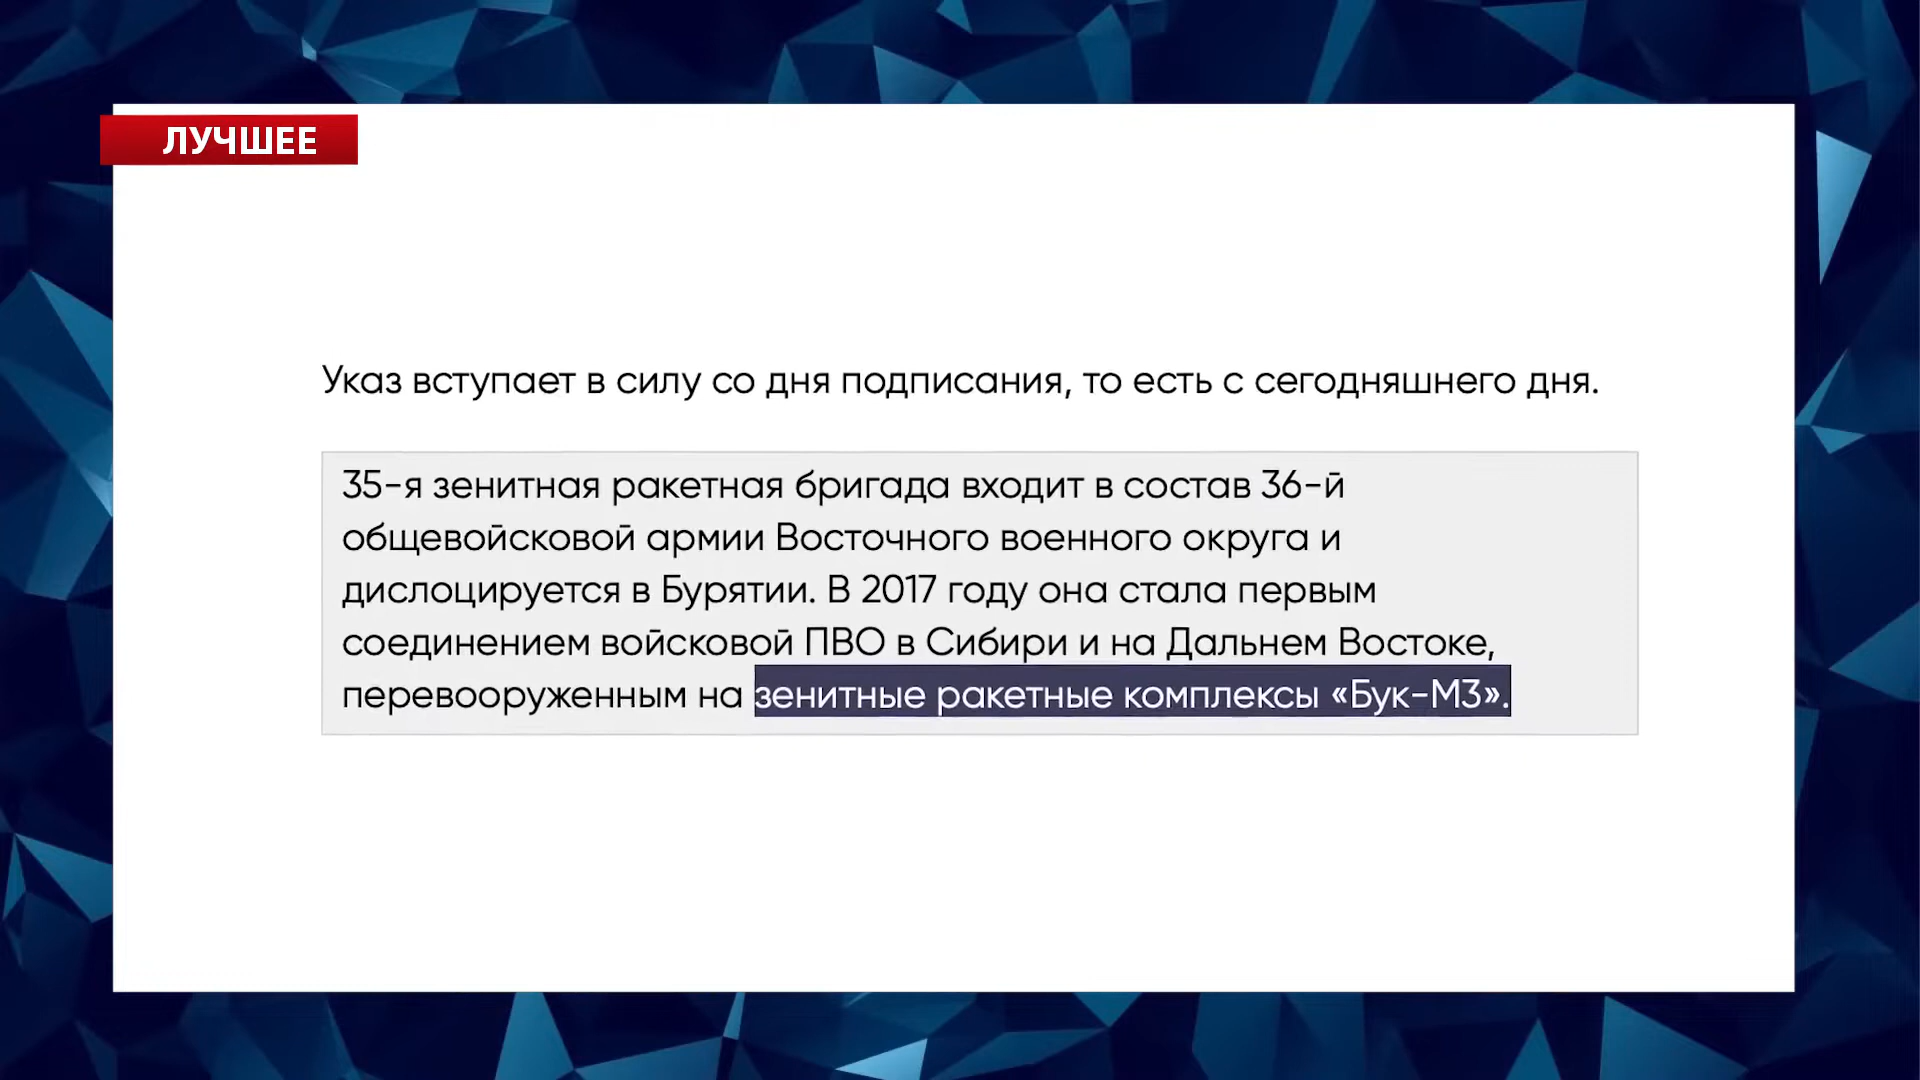 ЛУЧШЕЕ
Указ вступает в силу со дня подписания, то есть с сегодняшнего дня.
35-я зенитная ракетная бригада входит в состав 36-й
общевойсковой армии Восточного военного округа и
дислоцируется в Бурятии. В 2017 году она стала первым
соединением войсковой ПВО в Сибири и на Дальнем Востоке,
перевооруженным на зенитные ракетные комплексы «Бук-М3».